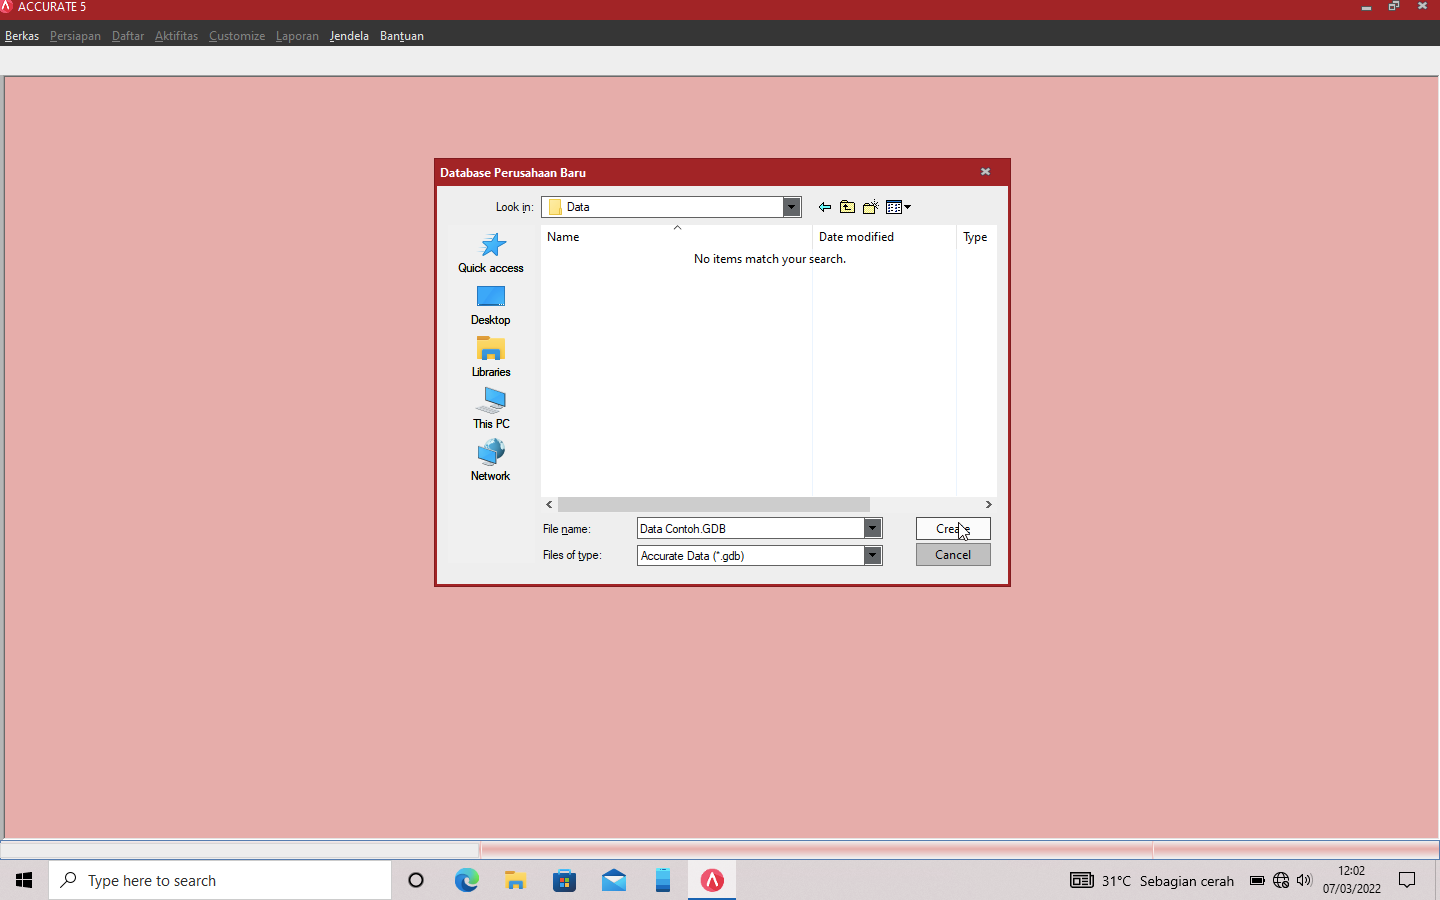 ACCURATE 5
Berkas Persiapan Daftar Aktifitas Customize Laporan Jendela Bantuan
Database Perusahaan Baru
Look in: Data
Name Date modified Type
No items match your search.
Quick access
Desktop
Libraries
This PC
Network
File name: Data Contoh.GDB Create
Files of type: Accurate Data (*.gdb) Cancel
Type here to search
31°C Sebagian cerah
12:02
07/03/2022